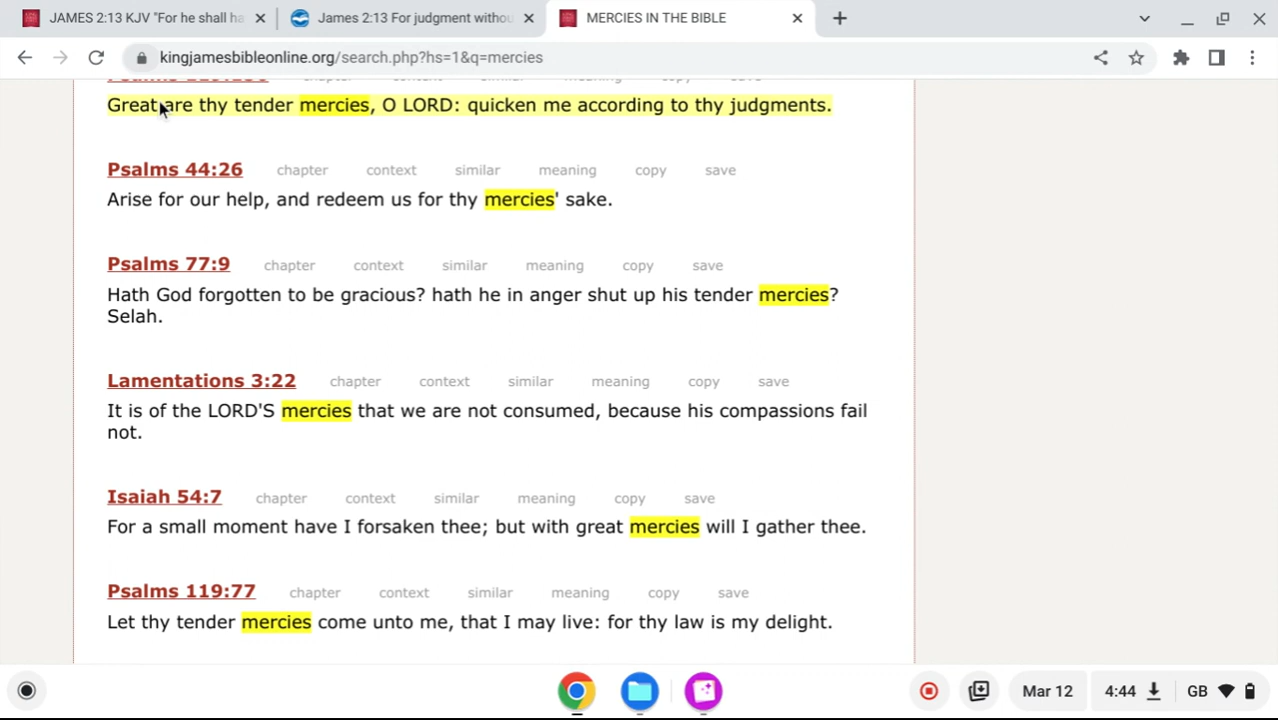 JAMES 2:13 KJV "For he shall ha
James 2:13 For judgment withou
MERCIES IN THE BIBLE
kingjamesbibleonline.org/search.php?hs=1&q=mercies
Great are thy tender mercies, O LORD: quicken me according to thy judgments.
Psalms 44:26 chapter context similar meaning copy save
Arise for our help, and redeem us for thy mercies' sake.
Psalms 77:9 chapter context similar meaning copy save
Hath God forgotten to be gracious? hath he in anger shut up his tender mercies?
Selah.
Lamentations 3:22 chapter context similar meaning copy save
It is of the LORD'S mercies that we are not consumed, because his compassions fail
not.
Isaiah 54:7 chapter context similar meaning copy save
For a small moment have I forsaken thee; but with great mercies will I gather thee.
Psalms 119:77 chapter context similar meaning copy save
Let thy tender mercies come unto me, that I may live: for thy law is my delight.
Mar 12 4:44 GB